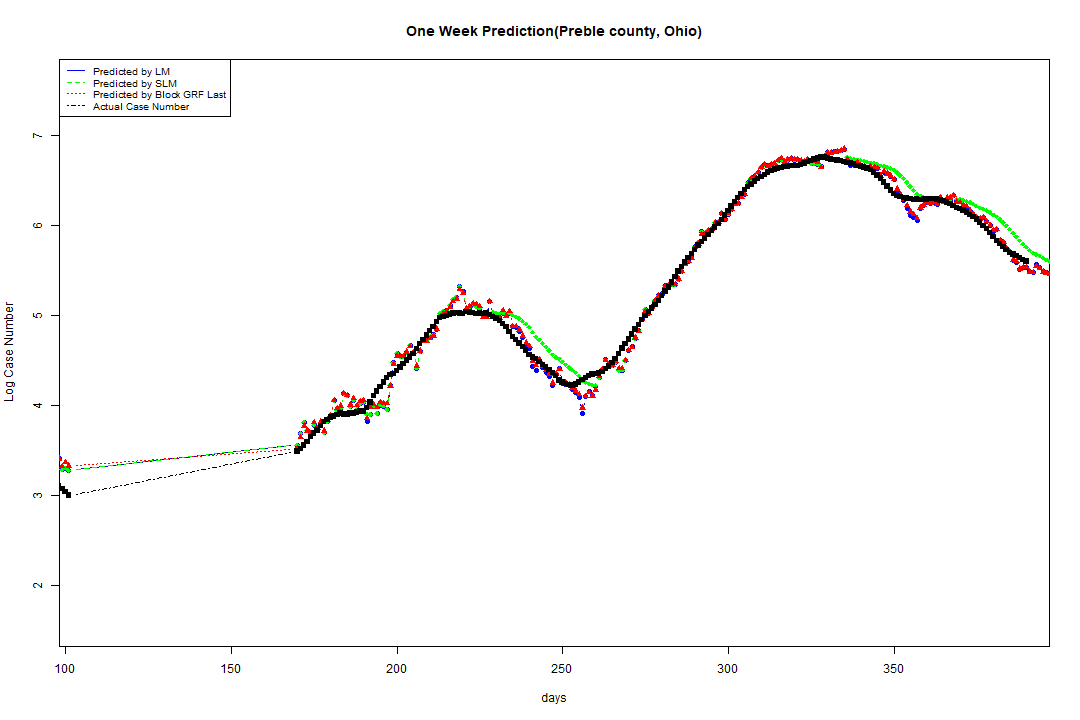 One Week Prediction(Preble county, Ohio)
Predicted by LM
Predicted by SLM
Predicted by Block GRF Last
Actual Case Number
7
6
5
4
3
2
Log Case Number
100 150 200 250 300 350
days